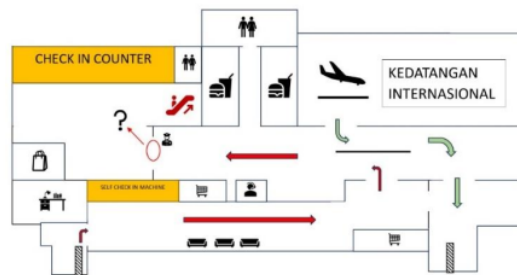 CHECK IN COUNTER
KEDATANGAN
INTERNASIONAL
?
SELF CHECK IN MACHINE